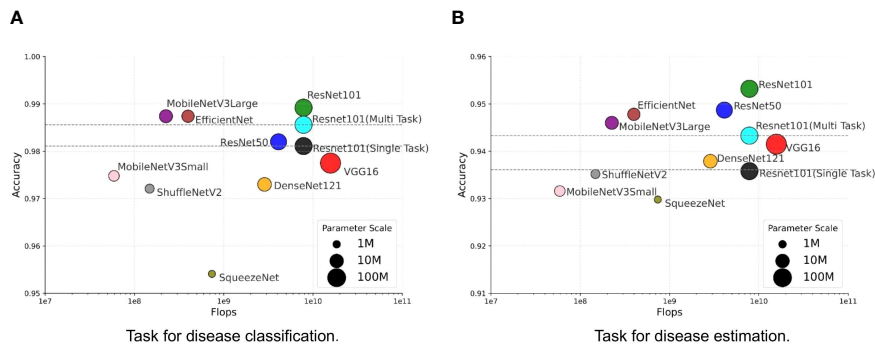 A
B
1.00
0.99
0.98
0.97
0.96
0.95
Accuracy
ResNet101
MobileNetV3Large
Resnet101(Multi Task)
EfficientNet
ResNet50
Resnet101(Single Task)
MobileNetV3Small
VGG16
ShuffleNetV2
DenseNet121
SqueezeNet
Parameter Scale
1M
10M
100M
1e7
1e8
1e9
1e10
1e11
Flops
Task for disease classification.
0.96
0.95
0.94
0.93
0.92
0.91
Accuracy
ResNet101
EfficientNet
ResNet50
MobileNetV3Large
Resnet101(Multi Task)
VGG16
DenseNet121
ShuffleNetV2
Resnet101(Single Task)
MobileNetV3Small
SqueezeNet
Parameter Scale
1M
10M
100M
1e7
1e8
1e9
1e10
1e11
Flops
Task for disease estimation.